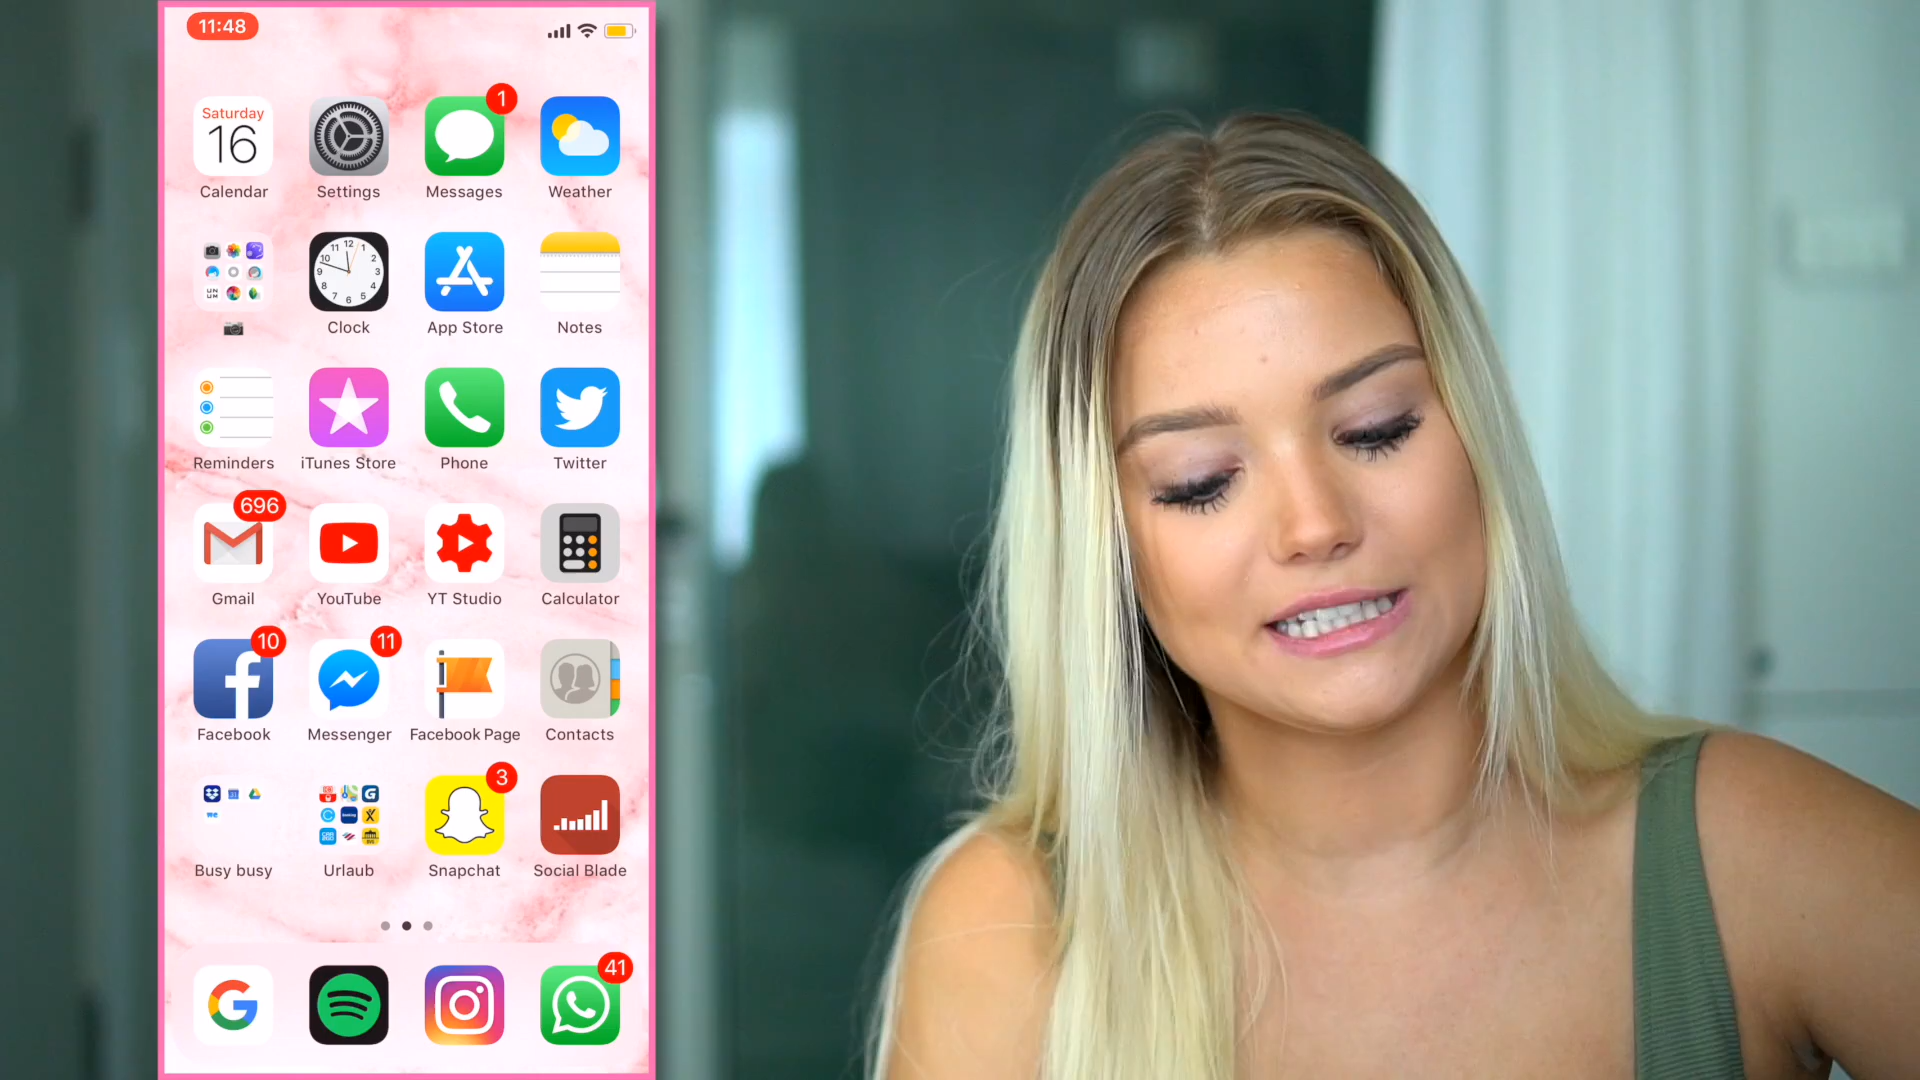 11:48
1
Saturday
16
Calendar Settings Messages Weather
Clock App Store Notes
Reminders iTunes Store Phone Twitter
696
Gmail YouTube YT Studio Calculator
10 11
Facebook Messenger Facebook Page Contacts
3
Busy busy Urlaub Snapchat Social Blade
41